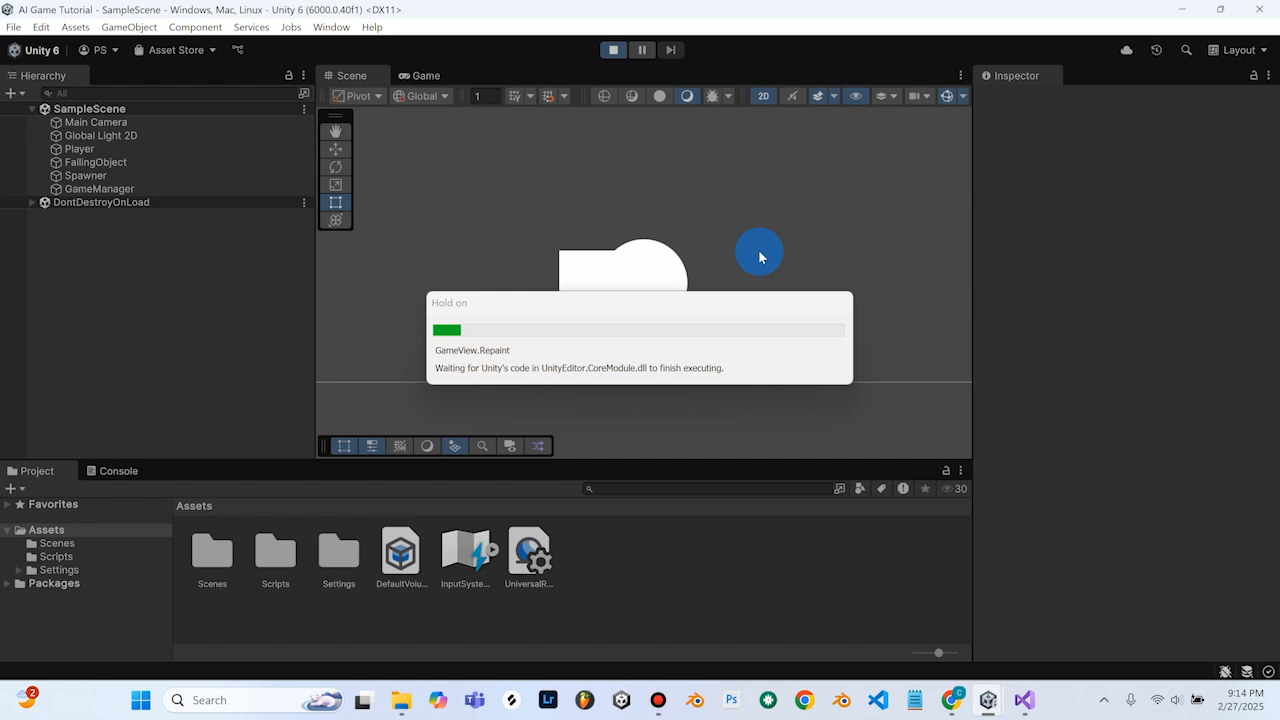 AI Game Tutorial - SampleScene - Windows, Mac, Linux - Unity 6 (6000.0.40f1) <DX11>
File Edit Assets GameObject Component Services Jobs Window Help
Unity 6 PS Asset Store Layout
Hierarchy
All
SampleScene
Main Camera
Global Light 2D
Player
FallingObject
Spawner
GameManager
DontDestroyOnLoad
Scene Game
Pivot Global 1 2D
Inspector
Hold on
GameView.Repaint
Waiting for Unity's code in UnityEditor.CoreModule.dll to finish executing.
Project Console
30
Favorites
Assets
Scenes
Scripts
Settings
Packages
Assets
Scenes Scripts Settings DefaultVolu... InputSyste... UniversalR...
2
Search
Lr
Ps
C
9:14 PM
2/27/2025